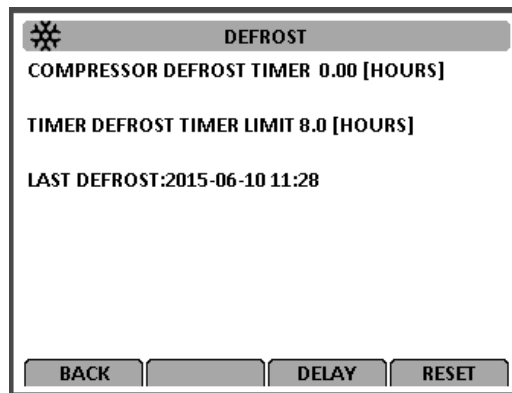 DEFROST
COMPRESSOR DEFROST TIMER 0.00 [HOURS]
TIMER DEFROST TIMER LIMIT 8.0 [HOURS]
LAST DEFROST:2015-06-10 11:28
BACK DELAY RESET